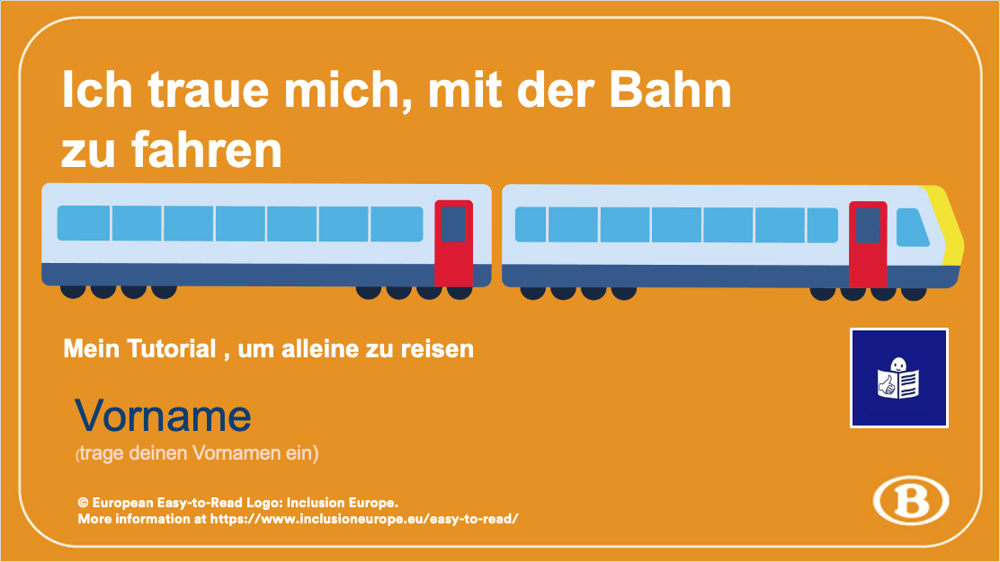 Ich traue mich, mit der Bahn
zu fahren
Mein Tutorial , um alleine zu reisen
Vorname
(trage deinen Vornamen ein)
© European Easy-to-Read Logo: Inclusion Europe.
More information at https://www.inclusioneurope.eu/easy-to-read/
B